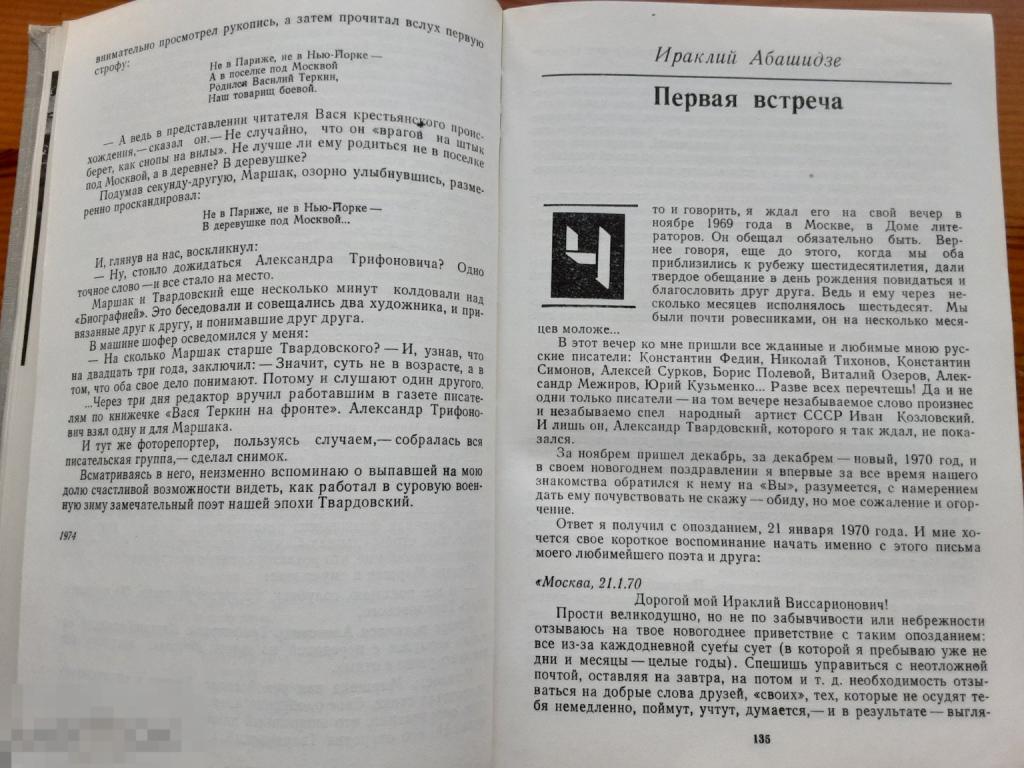 внимательно просмотрел рукопись, а затем прочитал вслух первую
строфу:
Не в Париже, не в Нью-Йорке —
А в поселке под Москвой
Родился Василий Теркин,
Наш товарищ боевой.
— А ведь в представлении читателя Вася крестьянского проис-
хождения,— сказал он.— Не случайно, что он «врагов на штык
берет, как снопы на вилы». Не лучше ли ему родиться не в поселке
под Москвой, а в деревне? В деревушке?
Подумав секунду-другую, Маршак, озорно улыбнувшись, разме-
ренно проскандировал:
Не в Париже, не в Нью-Йорке —
В деревушке под Москвой...
И, глянув на нас, воскликнул:
— Ну, стоило дожидаться Александра Трифоновича? Одно
точное слово — и все стало на место.
Маршак и Твардовский еще несколько минут колдовали над
«Биографией». Это беседовали и совещались два художника, и при-
вязанные друг к другу, и понимавшие друг друга.
В машине шофер осведомился у меня:
— На сколько Маршак старше Твардовского? — И, узнав, что
на двадцать три года, заключил: — Значит, суть не в возрасте, а в
том, что оба свое дело понимают. Потому и слушают один другого.
...Через три дня редактор вручил работавшим в газете писате-
лям по книжечке «Вася Теркин на фронте». Александр Трифоно-
вич взял одну и для Маршака.
И тут же фоторепортер, пользуясь случаем,— собралась вся
писательская группа,— сделал снимок.
Всматриваясь в него, неизменно вспоминаю о выпавшей на мою
долю счастливой возможности видеть, как работал в суровую воен-
ную зиму замечательный поэт нашей эпохи Твардовский.
1974
Ираклий Абашидзе
Первая встреча
Ч
то и говорить, я ждал его на свой вечер в
ноябре 1969 года в Москве, в Доме лите-
раторов. Он обещал обязательно быть. Вер-
нее говоря, еще до этого, когда мы оба
приблизились к рубежу шестидесятилетия, дали
твердое обещание в день рождения повидаться и
благословить друг друга. Ведь и ему через не-
сколько месяцев исполнялось шестьдесят. Мы
были почти ровесниками, он на несколько меся-
цев моложе...
В этот вечер ко мне пришли все жданные и любимые мною рус-
ские писатели: Константин Федин, Николай Тихонов, Константин
Симонов, Алексей Сурков, Борис Полевой, Виталий Озеров, Алек-
сандр Межиров, Юрий Кузьменко... Разве всех перечтешь! Да и не
одни только писатели — на том вечере незабываемое слово произнес
и незабываемо спел народный артист СССР Иван Козловский.
И лишь он, Александр Твардовский, которого я так ждал, не пока-
зался.
За ноябрем пришел декабрь, за декабрем — новый, 1970 год, и
в своем новогоднем поздравлении я впервые за все время нашего
знакомства обратился к нему на «Вы», разумеется, с намерением
дать ему почувствовать не скажу — обиду, но мое сожаление и огор-
чение.
Ответ я получил с опозданием, 21 января 1970 года. И мне хо-
чется свое короткое воспоминание начать именно с этого письма
моего любимейшего поэта и друга:
«Москва, 21.1.70
Дорогой мой Ираклий Виссарионович!
Прости великодушно, но не по забывчивости или небрежности
отзываюсь на твое новогоднее приветствие с таким опозданием:
все из-за каждодневной суеты сует (в которой я пребываю уже не
дни и месяцы — целые годы). Спешишь управиться с неотложной
почтой, оставляя на завтра, на потом и т. д. необходимость отзы-
ваться на добрые слова друзей, «своих», тех, которые не осудят те-
бя немедленно, поймут, учтут, думается,— и в результате — выгля-
135